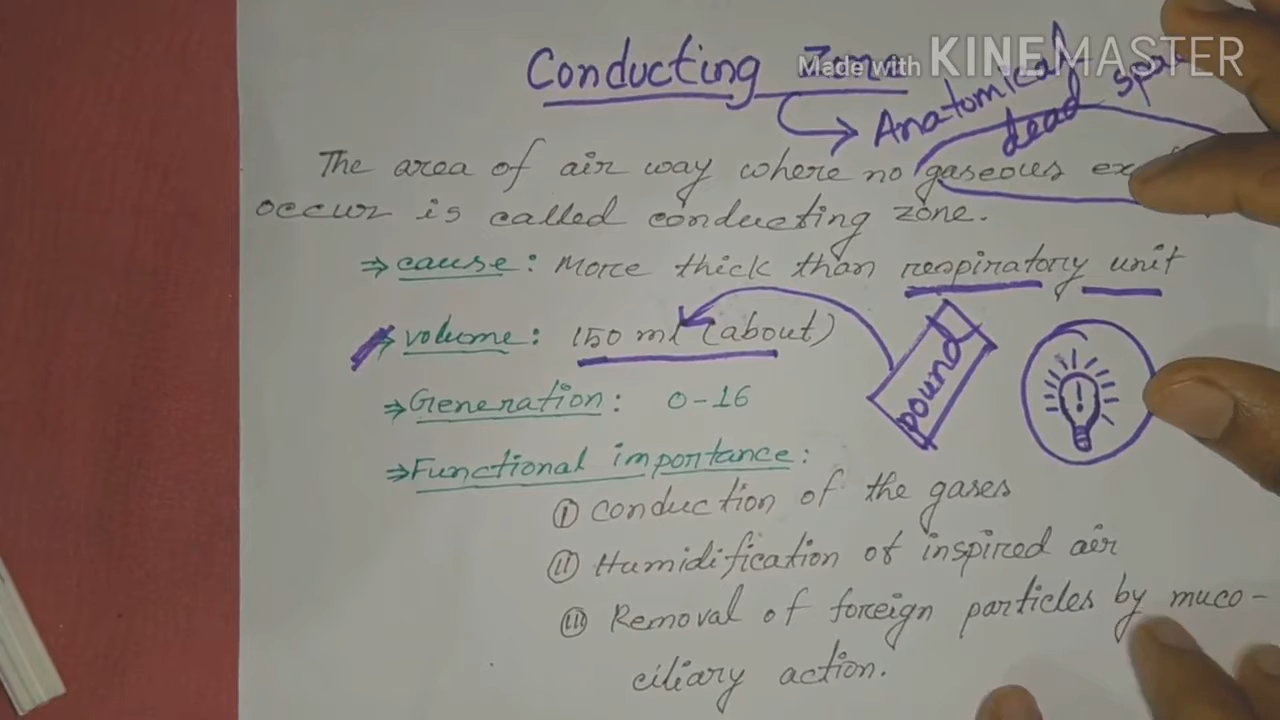 Conducting Zone
Made with KINEMASTER
Anatomical
dead
The area of air way where no gaseous
occur is called conducting zone.
⇒ cause: More thick than respiratory unit
⇒ volume: 150 ml (about)
pound
⇒ Generation: 0-16
⇒ Functional importance:
(I) Conduction of the gases
(II) Humidification of inspired air
(III) Removal of foreign particles by muco-
ciliary action.